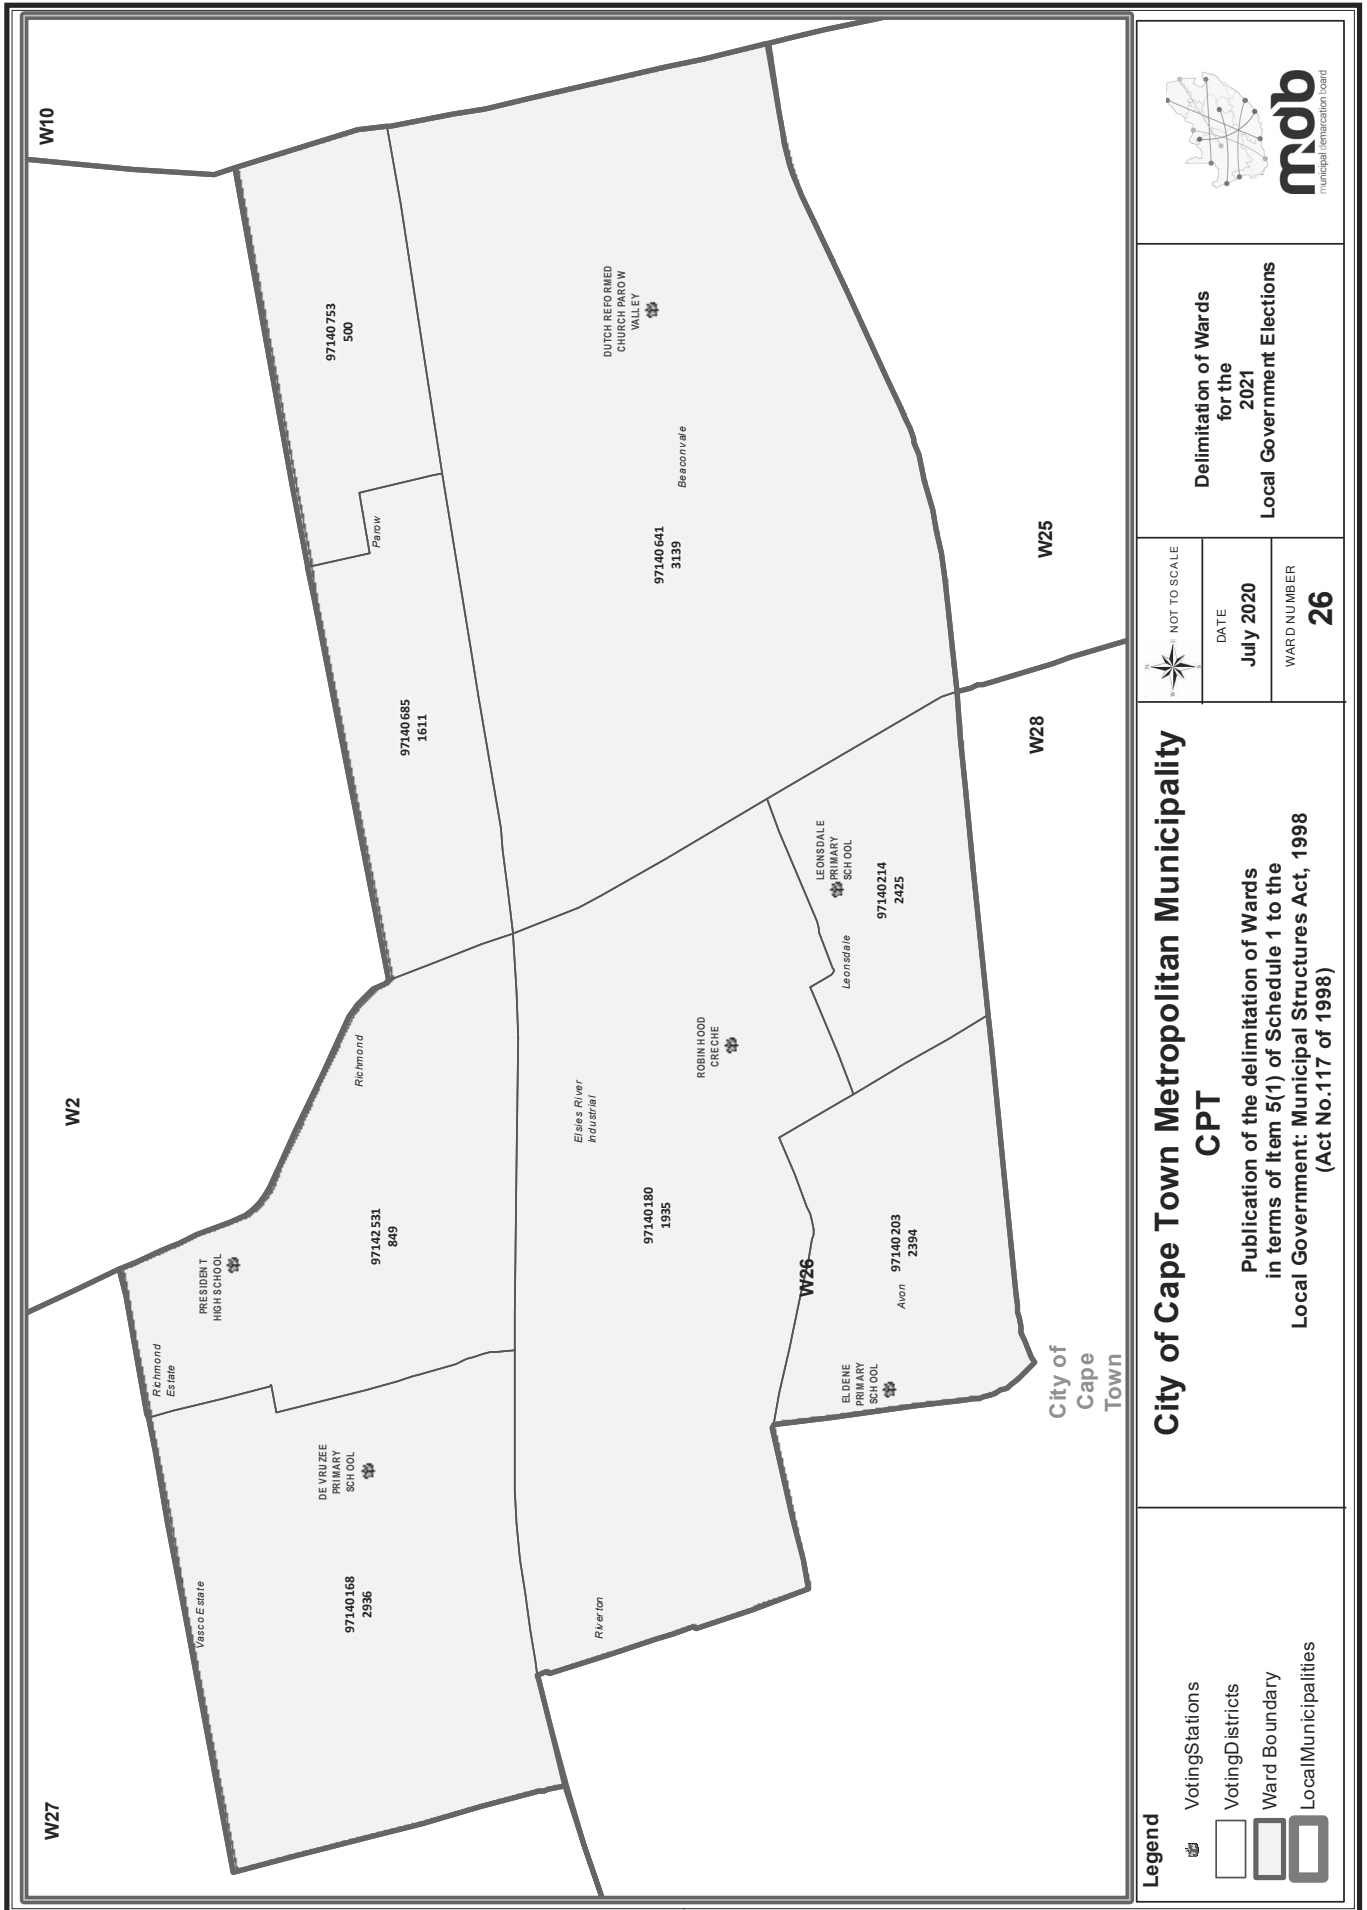 W27
W2
W10
Vasco Estate
Richmond
Estate
PRESIDENT
HIGH SCHOOL
Richmond
97140753
500
Parow
DE VRIJZEE
PRIMARY
SCHOOL
97140168
2936
97142531
849
97140685
1611
DUTCH REFORMED
CHURCH PAROW
VALLEY
Riverton
Elsies River
Industrial
97140180
1935
ROBINHOOD
CRECHE
97140641
3139
Beaconvale
W26
ELDENE
PRIMARY
SCHOOL
Avon
97140203
2394
Leonsdale
LEONSDALE
PRIMARY
SCHOOL
97140214
2425
City of
Cape
Town
W28
W25
Legend
VotingStations
VotingDistricts
Ward Boundary
LocalMunicipalities
City of Cape Town Metropolitan Municipality
CPT
Publication of the delimitation of Wards
in terms of Item 5(1) of Schedule 1 to the
Local Government: Municipal Structures Act, 1998
(Act No.117 of 1998)
N
W E
S
NOT TO SCALE
DATE
July 2020
WARD NUMBER
26
Delimitation of Wards
for the
2021
Local Government Elections
mdb
municipal demarcation board